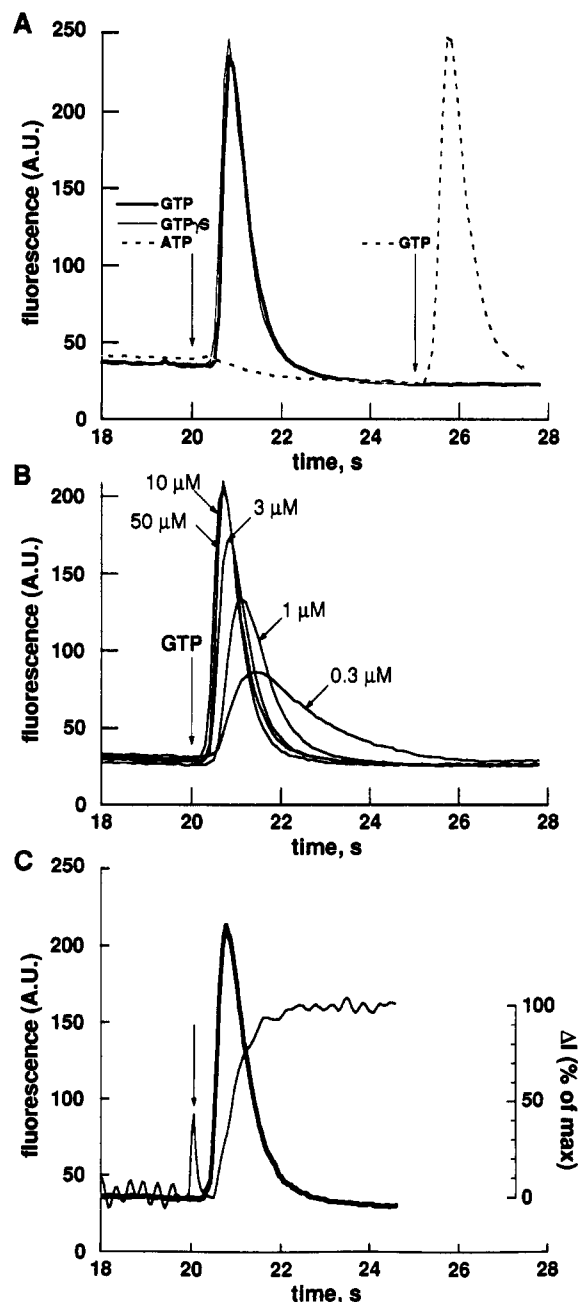 A
fluorescence (A.U.)
250
200
150
100
50
0
GTP
GTPγS
ATP
GTP
18 20 22 24 26 28
time, s
B
fluorescence (A.U.)
200
150
100
50
0
10 μM
50 μM
3 μM
1 μM
0.3 μM
GTP
18 20 22 24 26 28
time, s
C
fluorescence (A.U.)
250
200
150
100
50
0
100
50
0
ΔI (% of max)
18 20 22 24 26 28
time, s